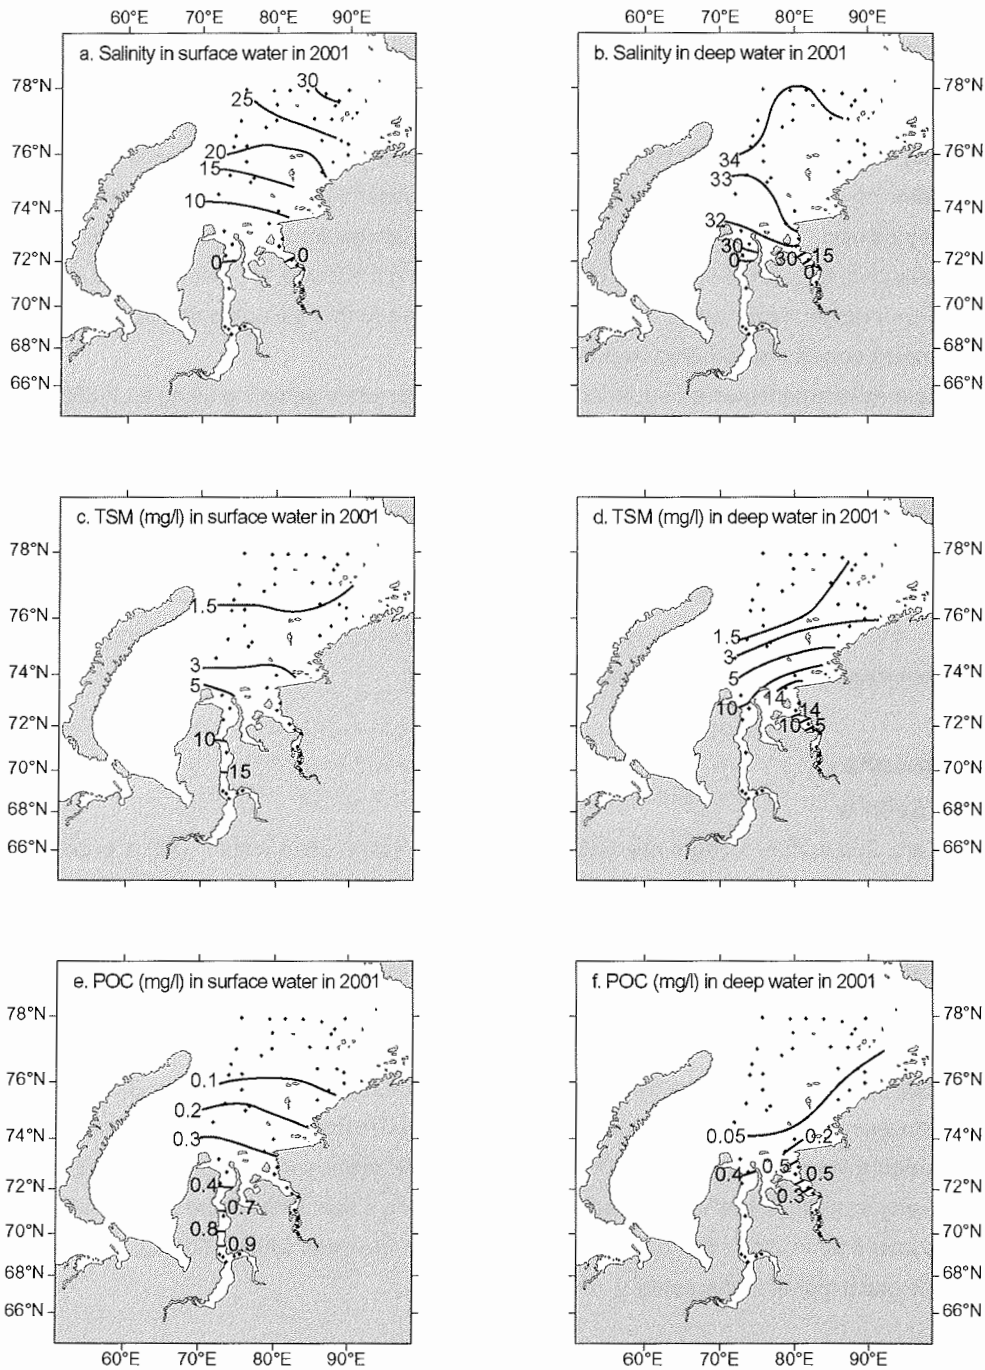 60°E 70°E 80°E 90°E 60°E 70°E 80°E 90°E
a. Salinity in surface water in 2001
78°N
76°N
74°N
72°N
70°N
68°N
66°N
30
25
20
15
10
0
0
b. Salinity in deep water in 2001
34
33
32
30
0
30
15
0
78°N
76°N
74°N
72°N
70°N
68°N
66°N
c. TSM (mg/l) in surface water in 2001
78°N
76°N
74°N
72°N
70°N
68°N
66°N
1.5
3
5
10
15
d. TSM (mg/l) in deep water in 2001
1.5
3
5
10
14
14
10
5
78°N
76°N
74°N
72°N
70°N
68°N
66°N
e. POC (mg/l) in surface water in 2001
78°N
76°N
74°N
72°N
70°N
68°N
66°N
0.1
0.2
0.3
0.4
0.7
0.8
0.9
f. POC (mg/l) in deep water in 2001
0.05
0.2
0.4
0.5
0.5
0.3
78°N
76°N
74°N
72°N
70°N
68°N
66°N
60°E 70°E 80°E 90°E 60°E 70°E 80°E 90°E